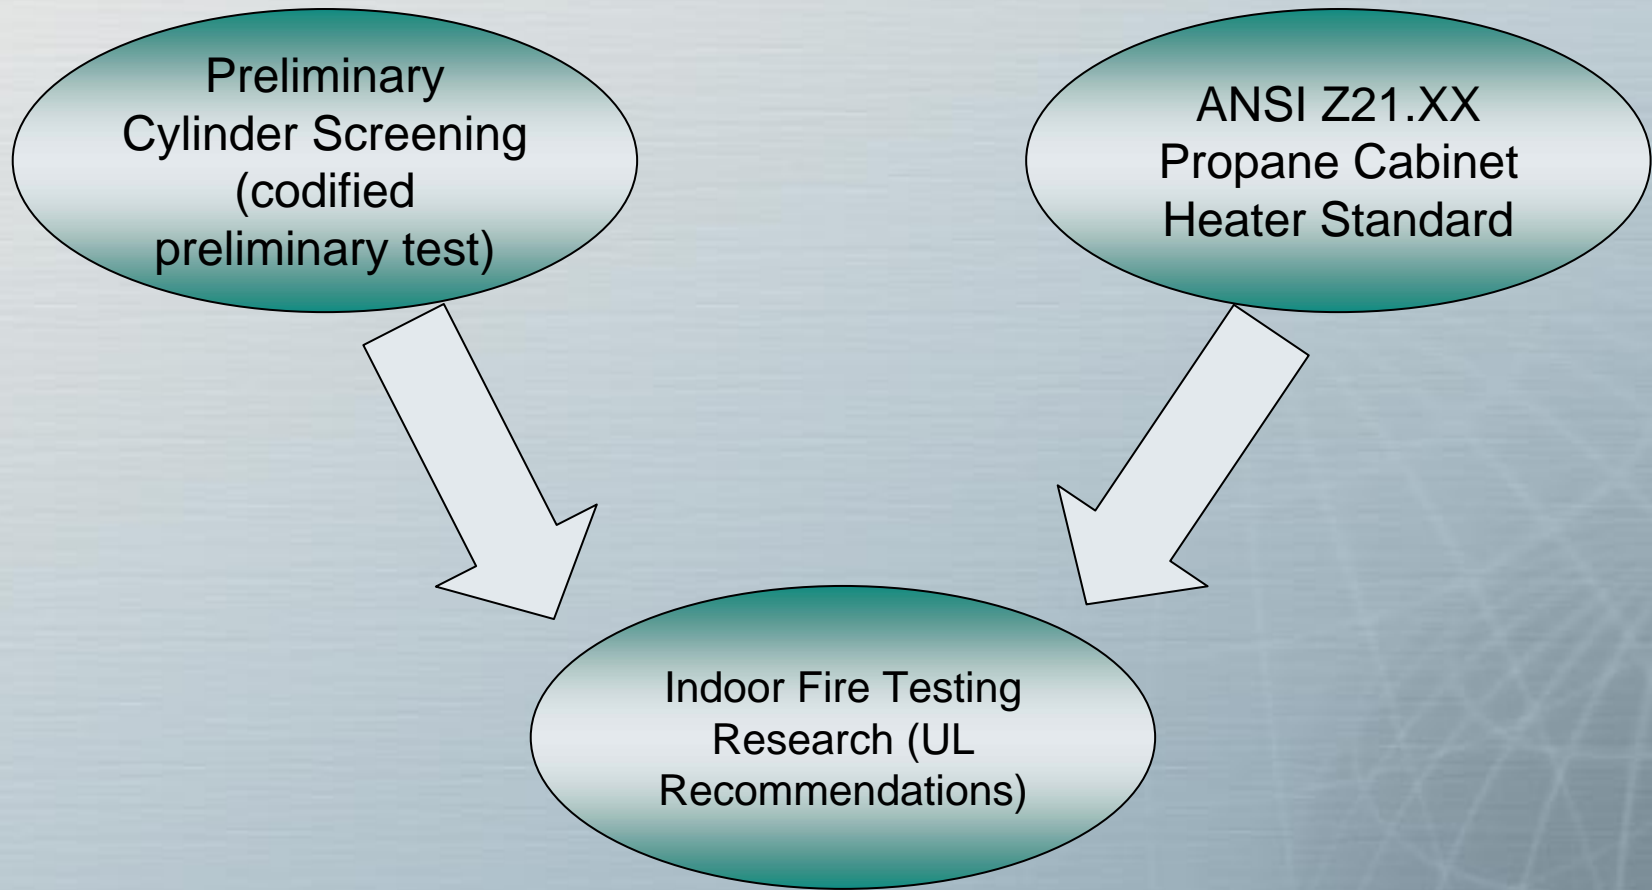 Preliminary
Cylinder Screening
(codified
preliminary test)
ANSI Z21.XX
Propane Cabinet
Heater Standard
Indoor Fire Testing
Research (UL
Recommendations)